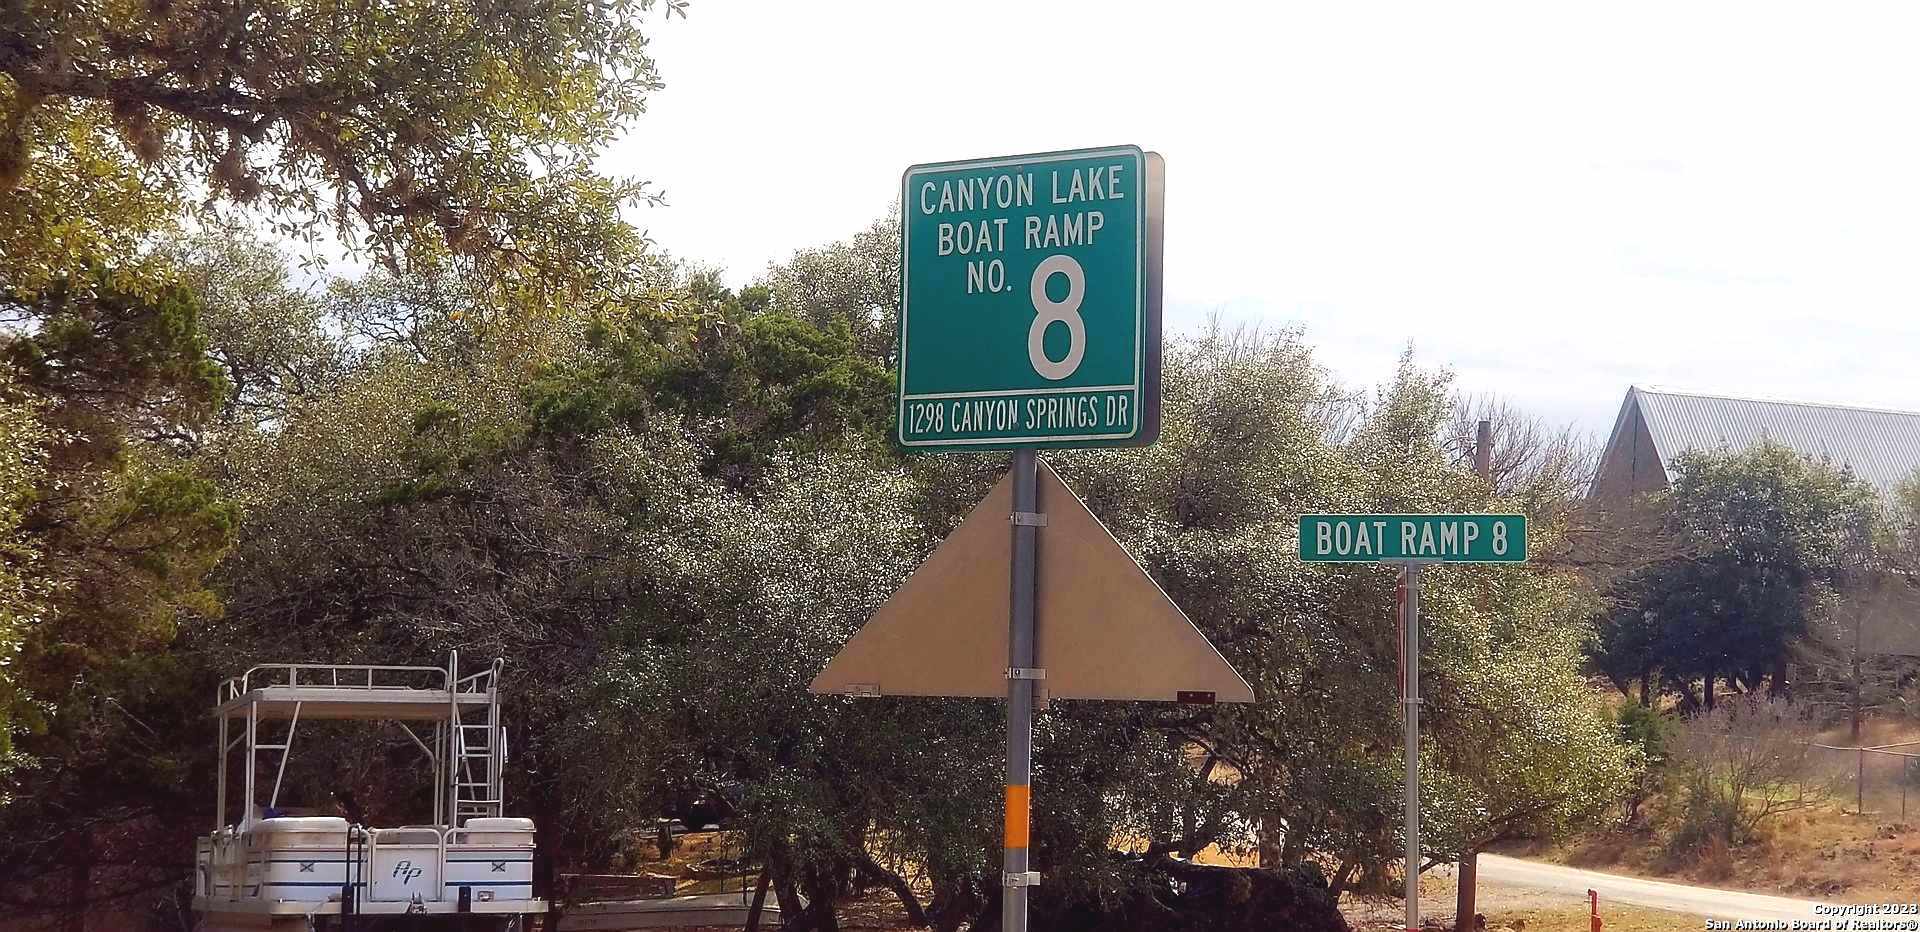 CANYON LAKE
BOAT RAMP
NO. 8
1298 CANYON SPRINGS DR
BOAT RAMP 8
AP
Copyright 2023
San Antonio Board of Realtors®